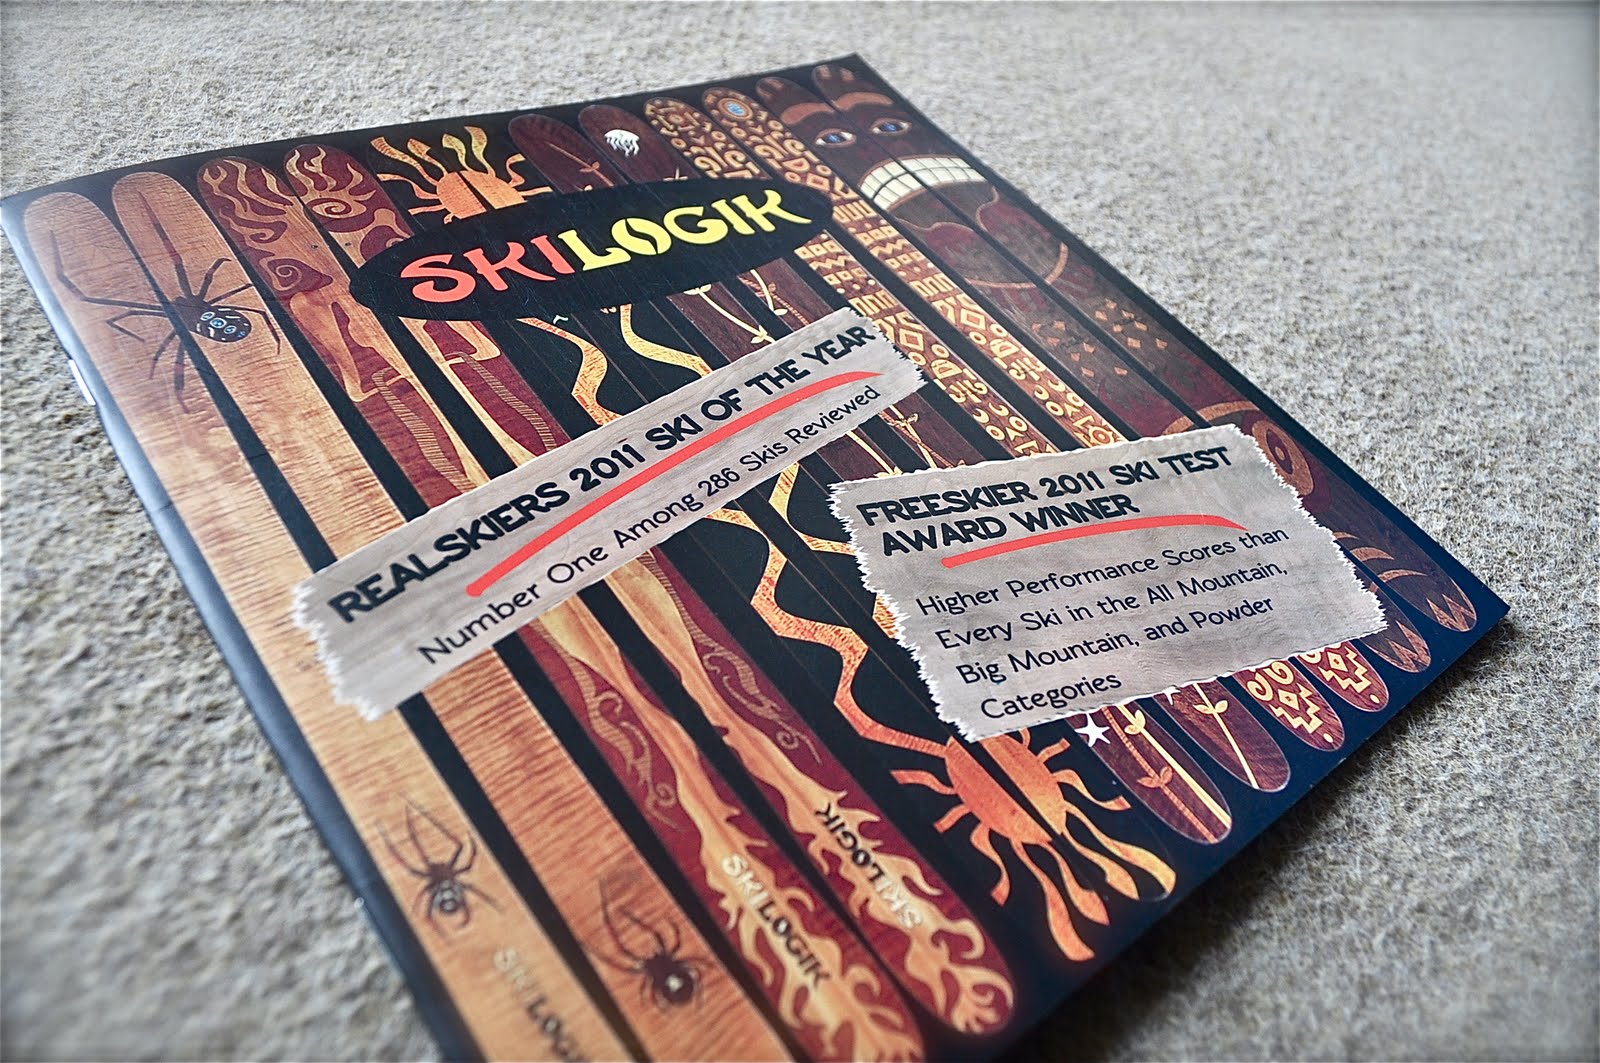 SKILOGIK
REALSKIERS 2011 SKI OF THE YEAR
Number One Among 286 Skis Reviewed
FREESKIER 2011 SKI TEST
AWARD WINNER
Higher Performance Scores than
Every Ski in the All Mountain,
Big Mountain, and Powder
Categories
SKILOGIK
SKILOGIK
SKILOGIK